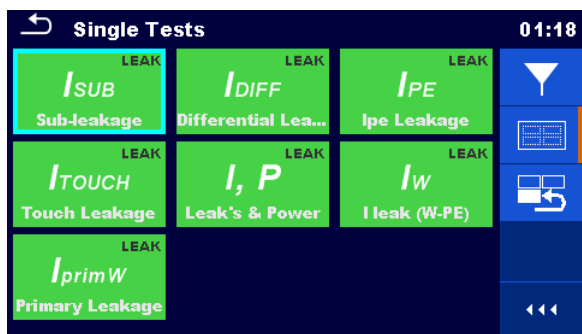 Single Tests 01:18
LEAK LEAK LEAK
ISUB IDIFF IPE
Sub-leakage Differential Lea... Ipe Leakage
LEAK LEAK LEAK
ITOUCH I, P IW
Touch Leakage Leak's & Power I leak (W-PE)
LEAK
IprimW
Primary Leakage